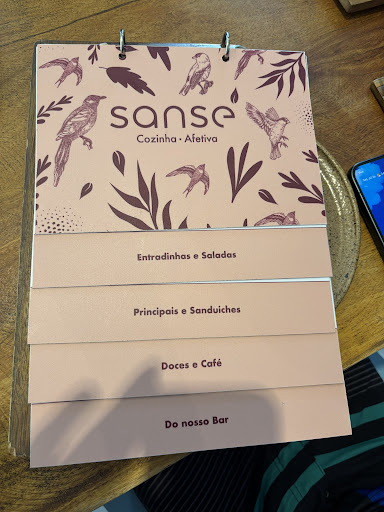 sanse
Cozinha • Afetiva
Entradinhas e Saladas
Principais e Sanduiches
Doces e Café
Do nosso Bar